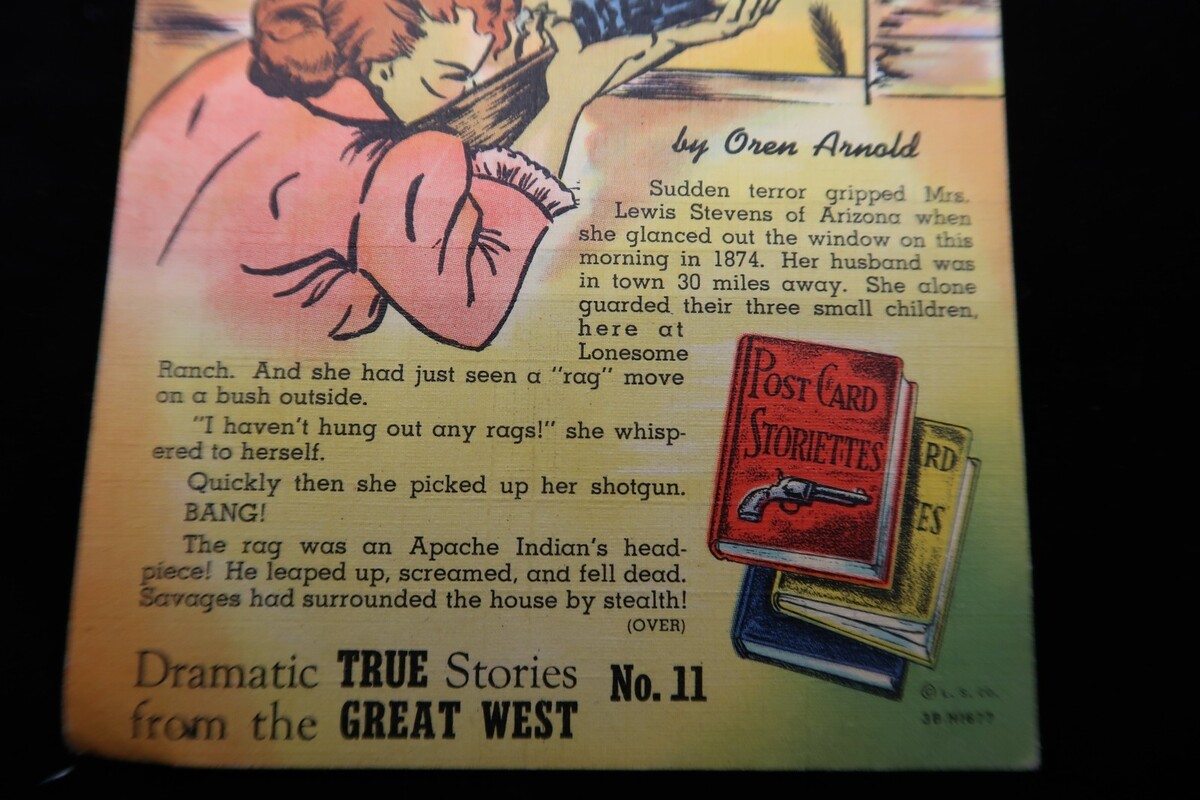 by Oren Arnold
Sudden terror gripped Mrs.
Lewis Stevens of Arizona when
she glanced out the window on this
morning in 1874. Her husband was
in town 30 miles away. She alone
guarded their three small children,
here at
Lonesome
Ranch. And she had just seen a "rag" move
on a bush outside.
"I haven't hung out any rags!" she whisp-
ered to herself.
Quickly then she picked up her shotgun.
BANG!
The rag was an Apache Indian's head-
piece! He leaped up, screamed, and fell dead.
Savages had surrounded the house by stealth!
(OVER)
POST CARD
STORIETTES
ARD
ES
Dramatic TRUE Stories
from the GREAT WEST
No. 11
© L. S. Co.
3B-H1677